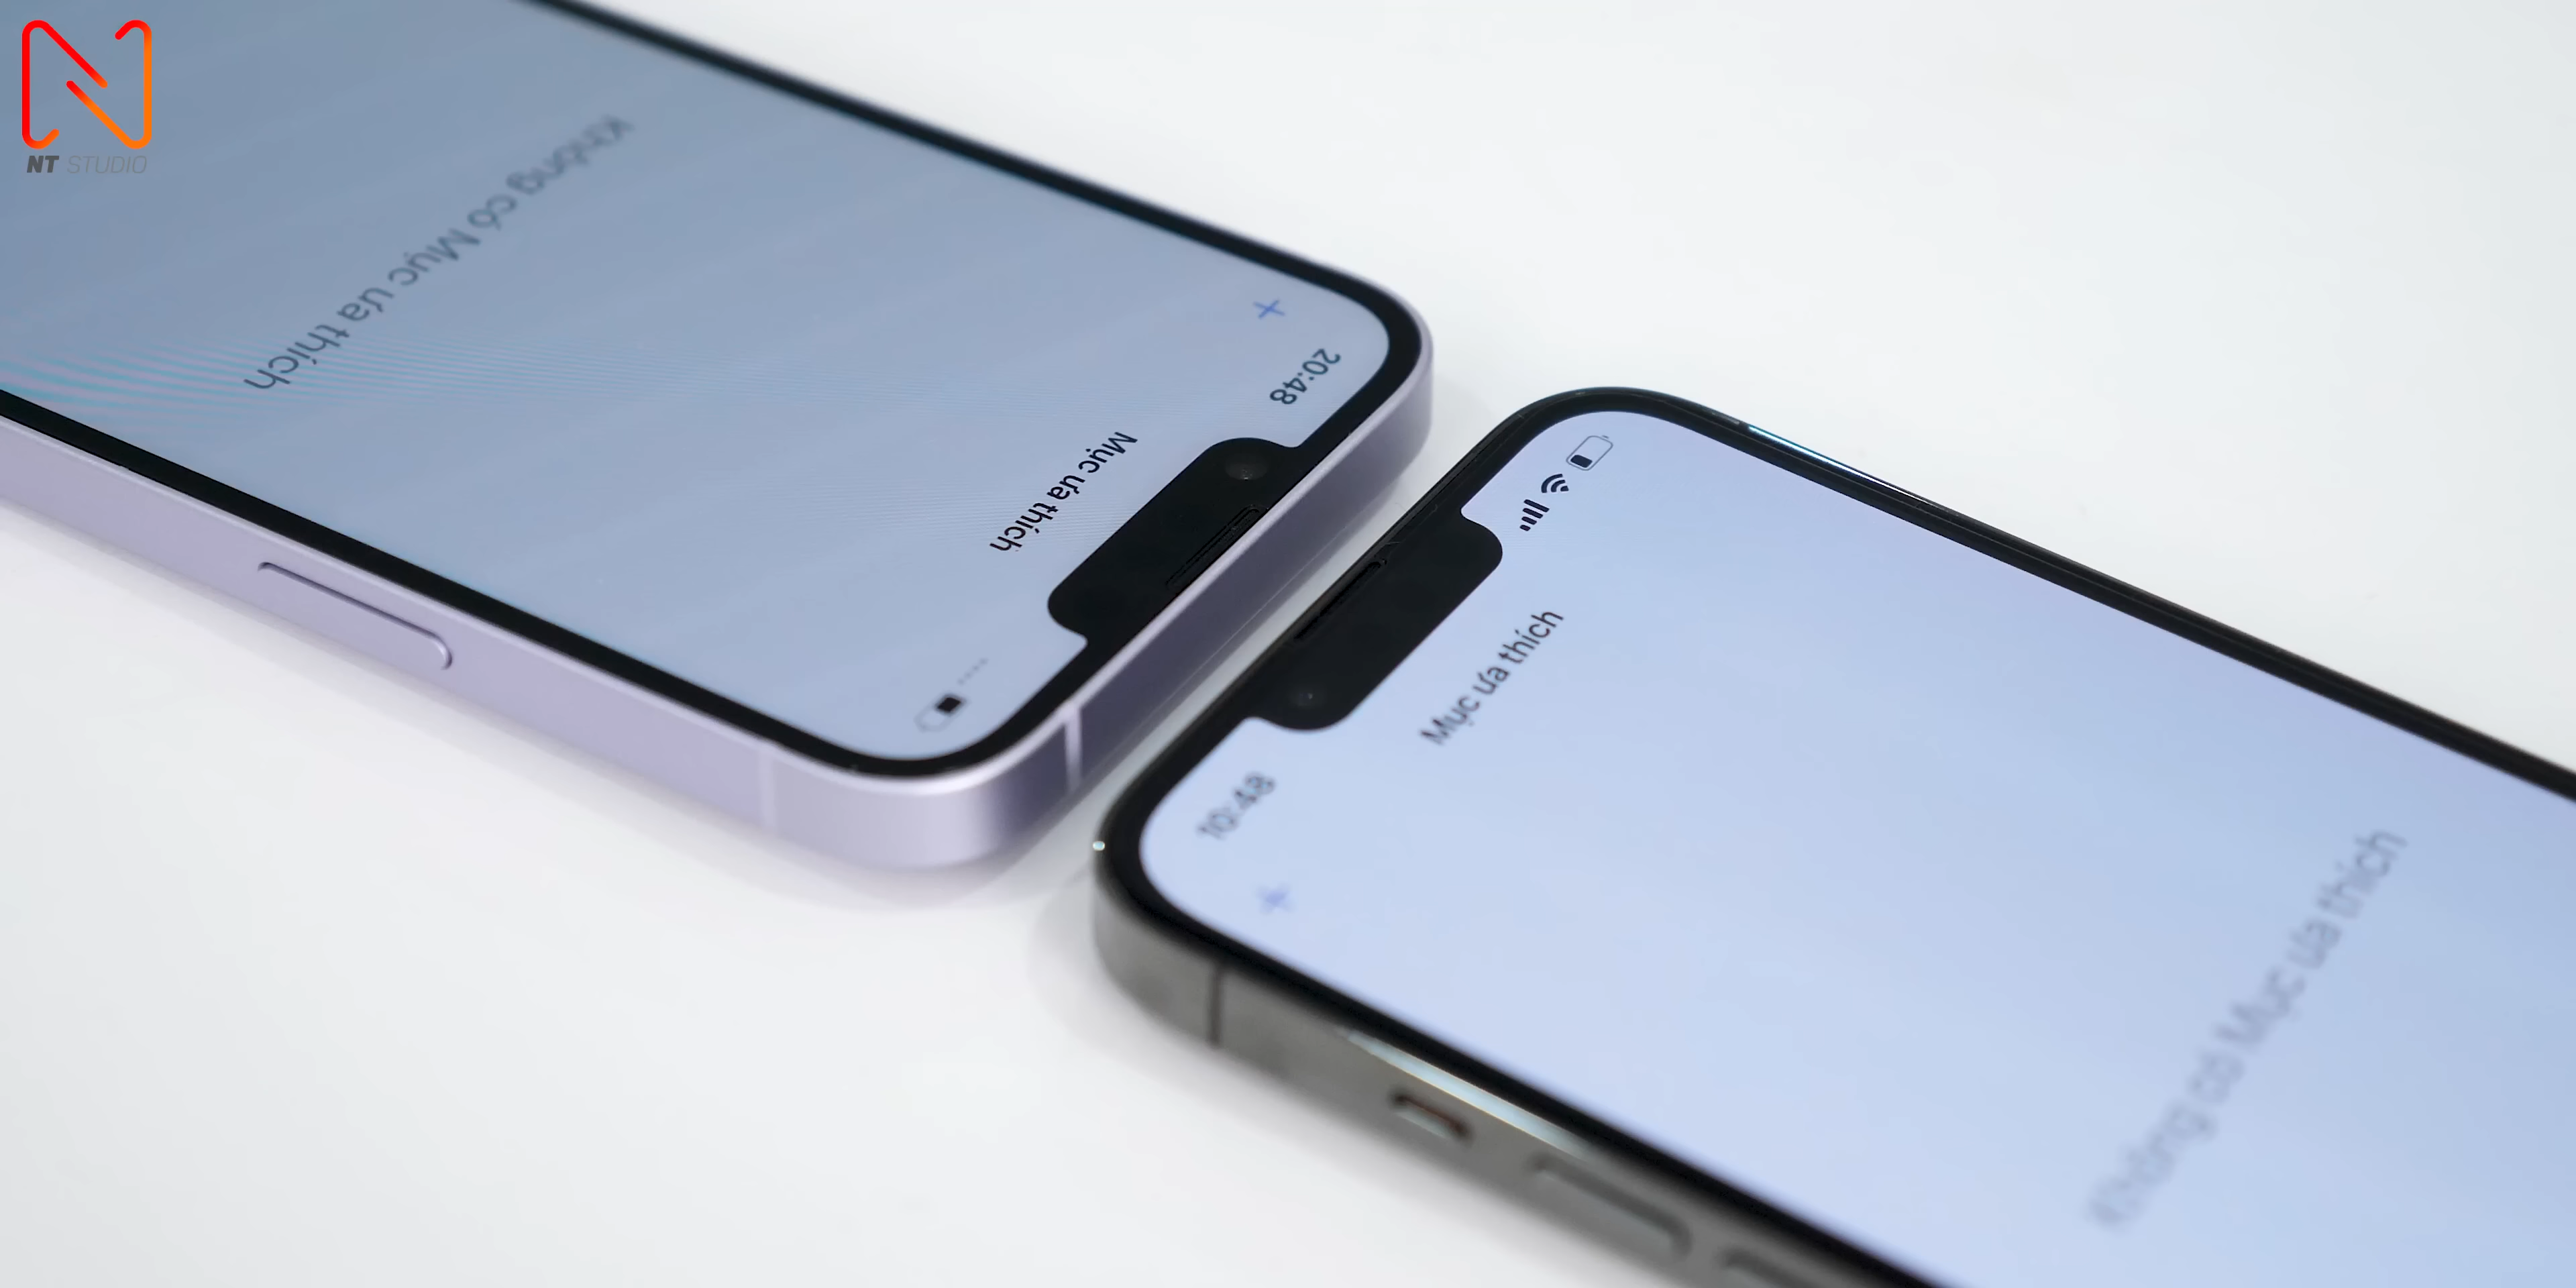 NT STUDIO
Không có Mục ưa thích
20:48
Mục ưa thích
Mục ưa thích
10:48
Không có Mục ưa thích